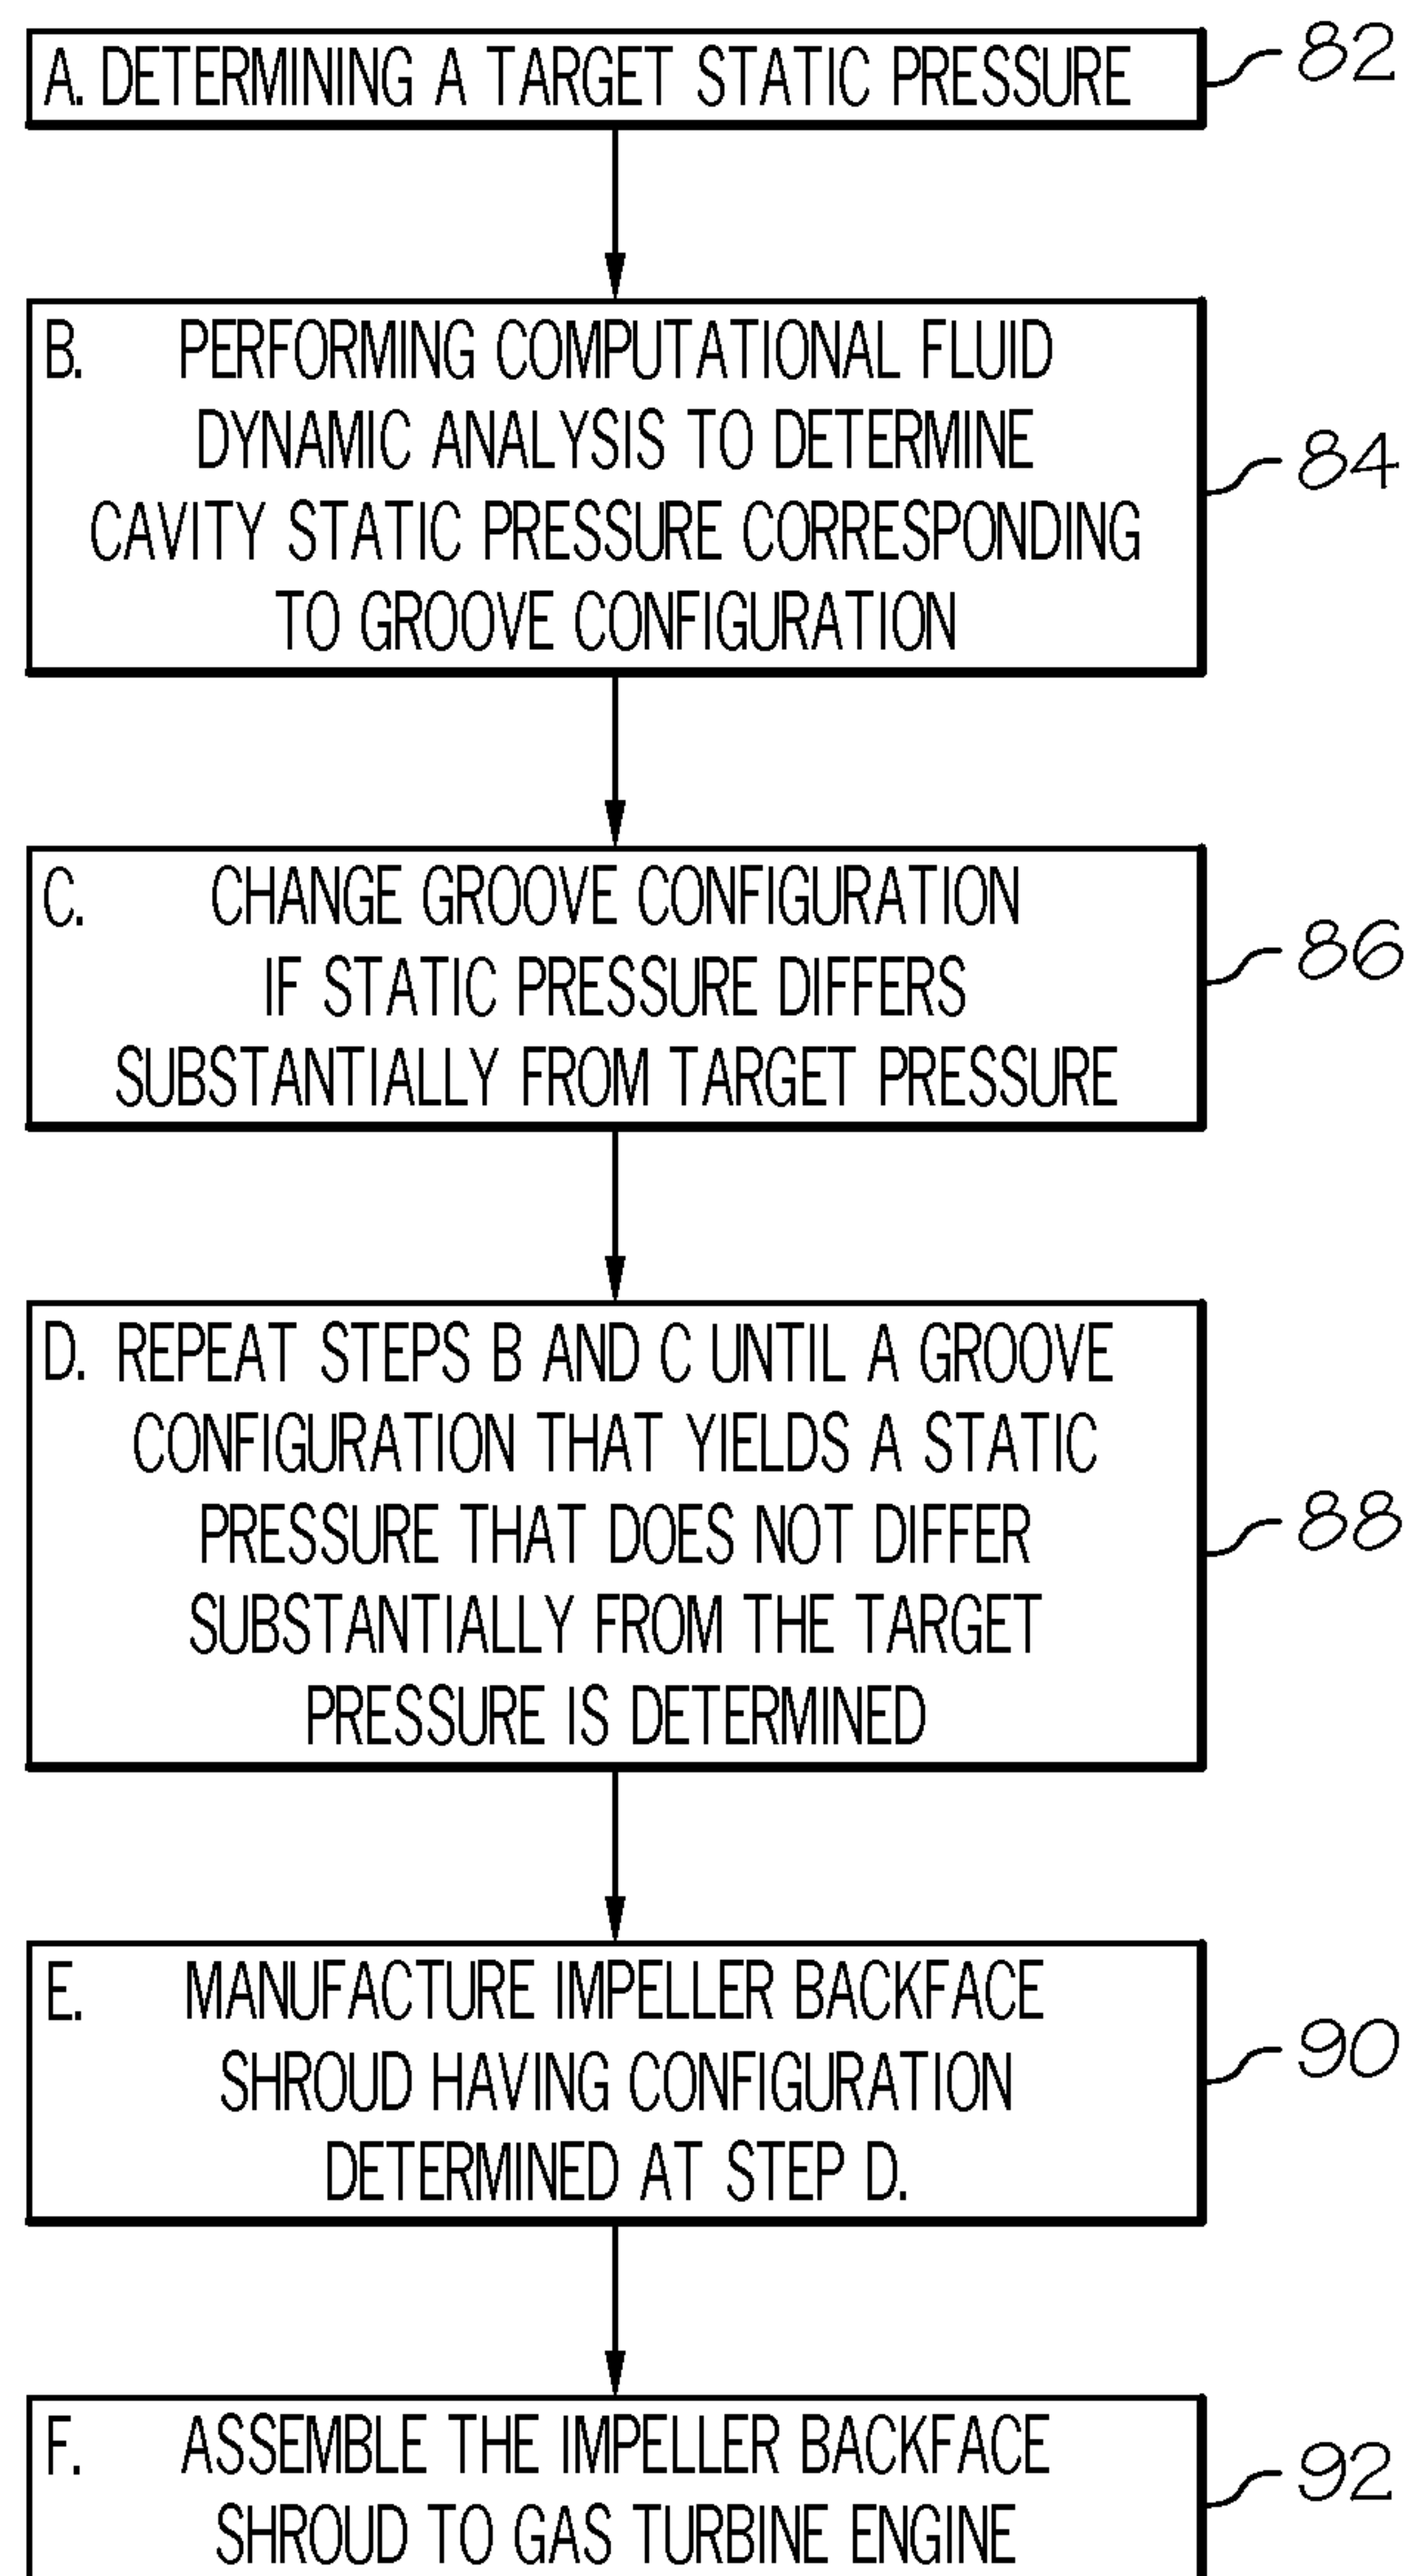 A. DETERMINING A TARGET STATIC PRESSURE
82
B. PERFORMING COMPUTATIONAL FLUID
DYNAMIC ANALYSIS TO DETERMINE
CAVITY STATIC PRESSURE CORRESPONDING
TO GROOVE CONFIGURATION
84
C. CHANGE GROOVE CONFIGURATION
IF STATIC PRESSURE DIFFERS
SUBSTANTIALLY FROM TARGET PRESSURE
86
D. REPEAT STEPS B AND C UNTIL A GROOVE
CONFIGURATION THAT YIELDS A STATIC
PRESSURE THAT DOES NOT DIFFER
SUBSTANTIALLY FROM THE TARGET
PRESSURE IS DETERMINED
88
E. MANUFACTURE IMPELLER BACKFACE
SHROUD HAVING CONFIGURATION
DETERMINED AT STEP D.
90
F. ASSEMBLE THE IMPELLER BACKFACE
SHROUD TO GAS TURBINE ENGINE
92